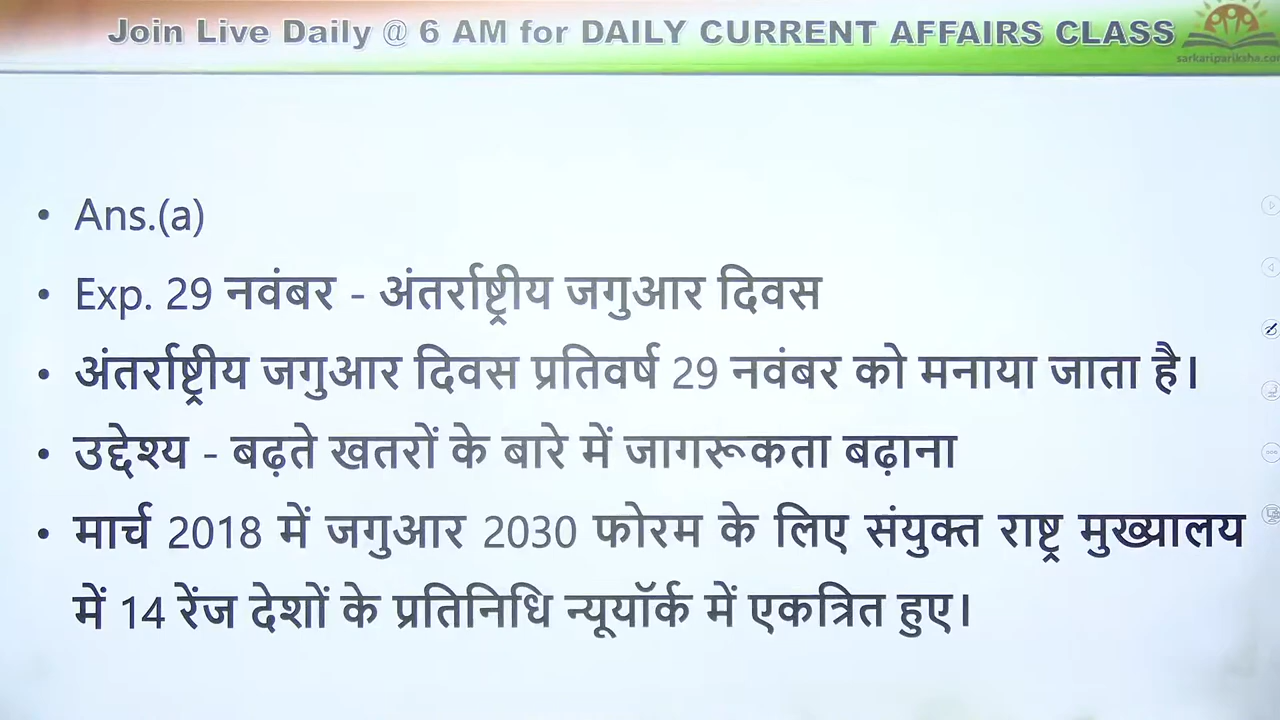 Join Live Daily @ 6 AM for DAILY CURRENT AFFAIRS CLASS
sarkaripariksha.com
• Ans.(a)
• Exp. 29 नवंबर - अंतर्राष्ट्रीय जगुआर दिवस
• अंतर्राष्ट्रीय जगुआर दिवस प्रतिवर्ष 29 नवंबर को मनाया जाता है।
• उद्देश्य - बढ़ते खतरों के बारे में जागरूकता बढ़ाना
• मार्च 2018 में जगुआर 2030 फोरम के लिए संयुक्त राष्ट्र मुख्यालय
में 14 रेंज देशों के प्रतिनिधि न्यूयॉर्क में एकत्रित हुए।